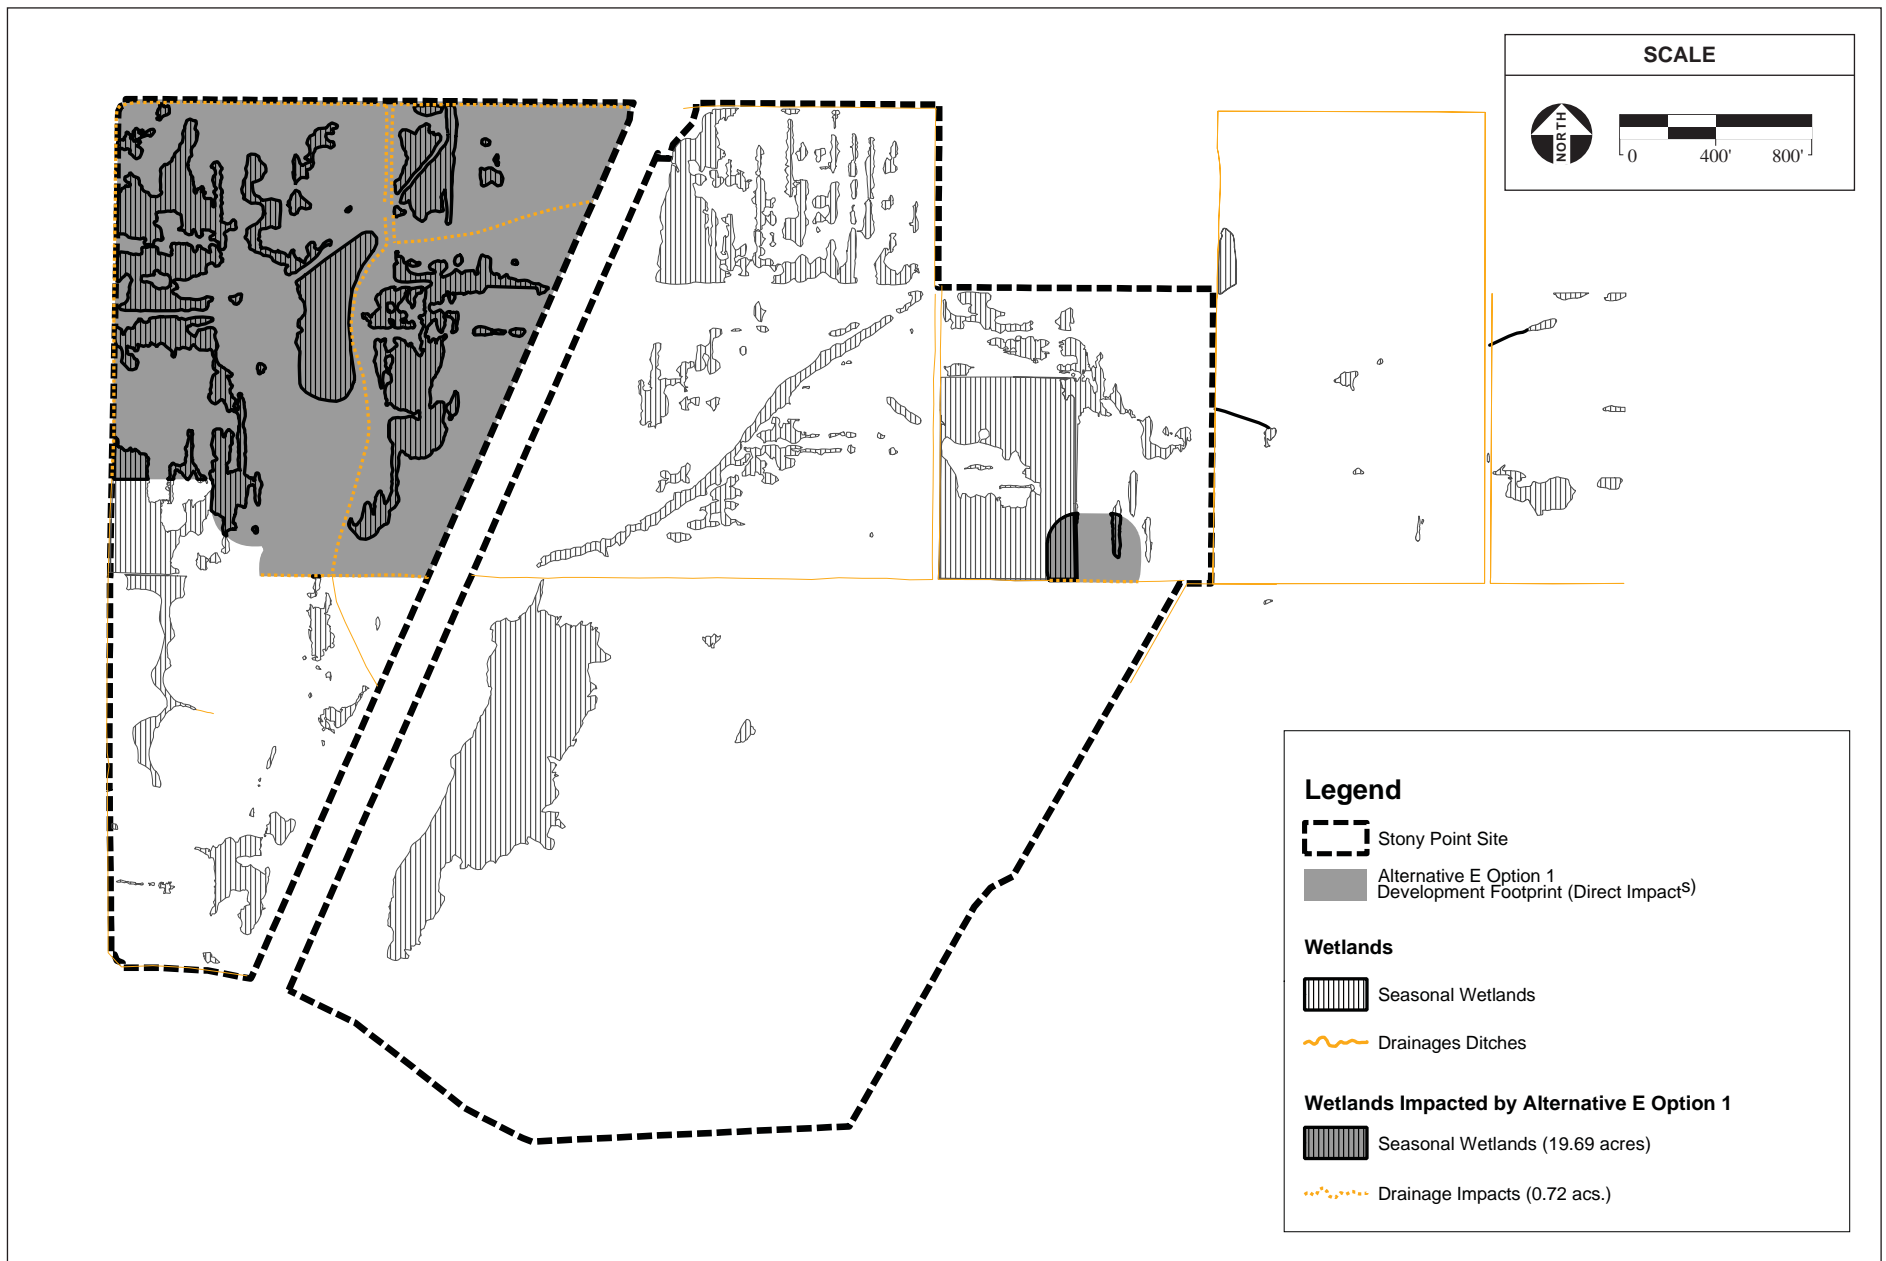 SCALE
NORTH
0 400' 800'
Legend
Stony Point Site
Alternative E Option 1
Development Footprint (Direct Impacts)
Wetlands
Seasonal Wetlands
Drainages Ditches
Wetlands Impacted by Alternative E Option 1
Seasonal Wetlands (19.69 acres)
Drainage Impacts (0.72 acs.)